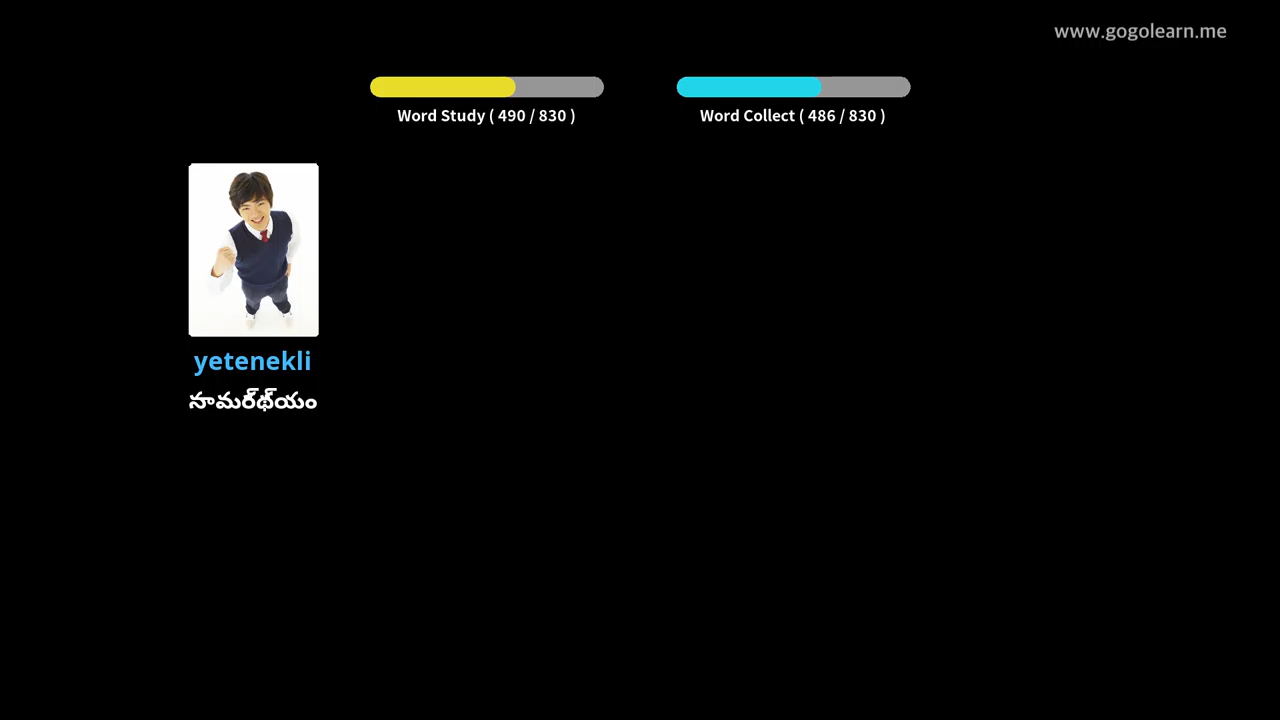 www.gogolearn.me
Word Study ( 490 / 830 )
Word Collect ( 486 / 830 )
yetenekli
సామర్థ్యం